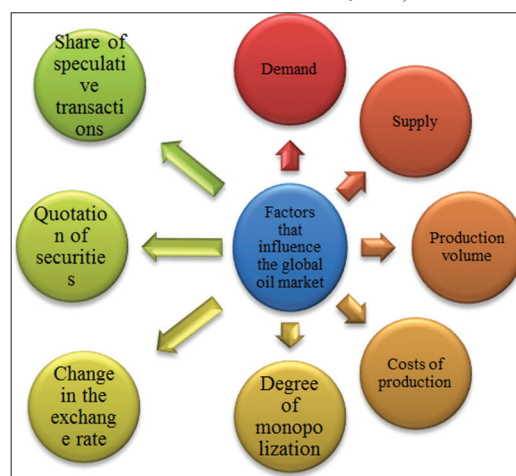 Share of
speculati
ve
transacti
ons
Demand
Supply
Quotatio
n of
securitie
s
Factors
that
influence
the global
oil market
Production
volume
Change
in the
exchang
e rate
Degree
of
monopo
lization
Costs of
production